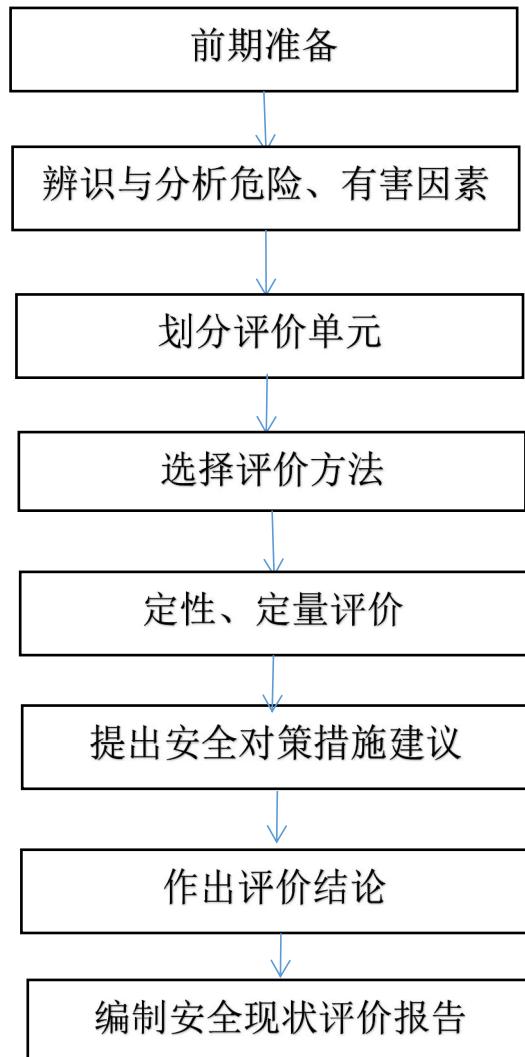 前期准备
辨识与分析危险、有害因素
划分评价单元
选择评价方法
定性、定量评价
提出安全对策措施建议
作出评价结论
编制安全现状评价报告